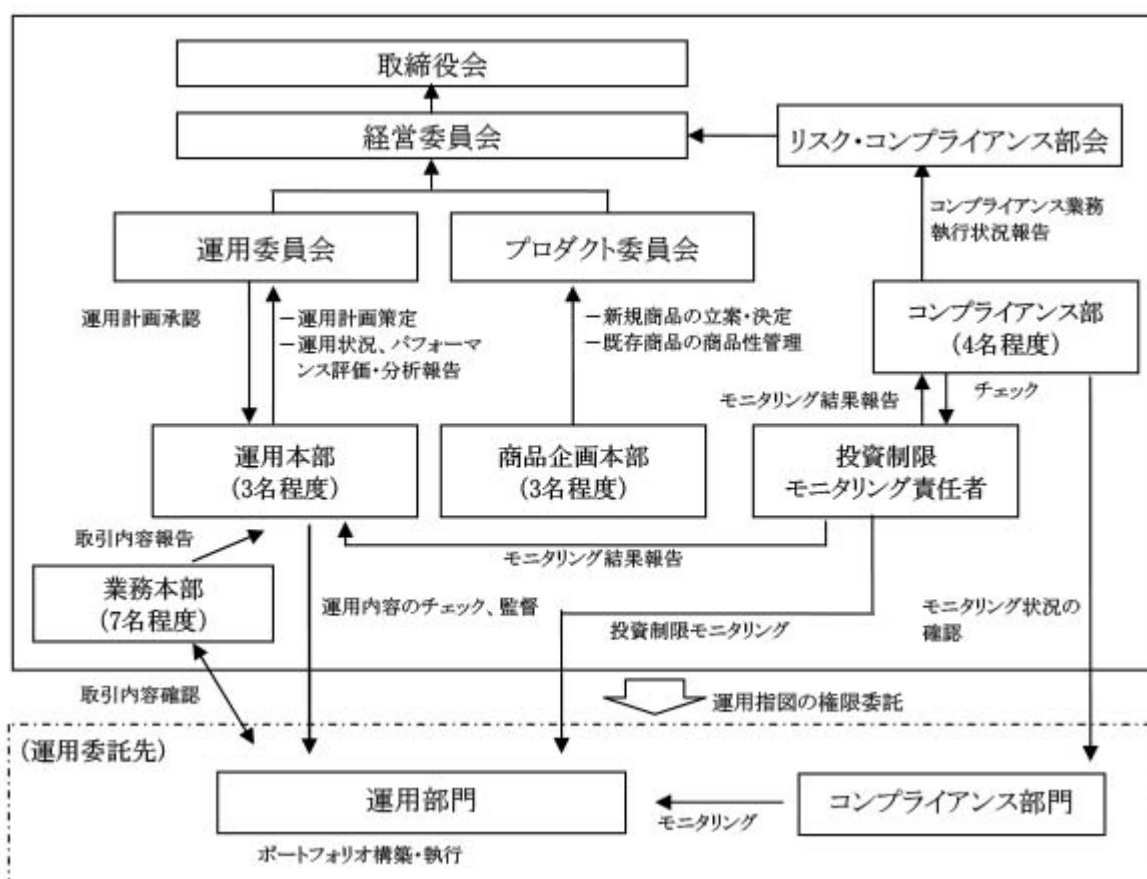 取締役会
経営委員会
リスク・コンプライアンス部会
コンプライアンス業務
執行状況報告
運用委員会
プロダクト委員会
運用計画承認
－運用計画策定
－運用状況、パフォーマ
ンス評価・分析報告
－新規商品の立案・決定
－既存商品の商品性管理
コンプライアンス部
(4名程度)
モニタリング結果報告
チェック
運用本部
(3名程度)
商品企画本部
(3名程度)
投資制限
モニタリング責任者
取引内容報告
モニタリング結果報告
業務本部
(7名程度)
運用内容のチェック、監督
投資制限モニタリング
モニタリング状況の
確認
取引内容確認
運用指図の権限委託
(運用委託先)
運用部門
モニタリング
コンプライアンス部門
ポートフォリオ構築・執行